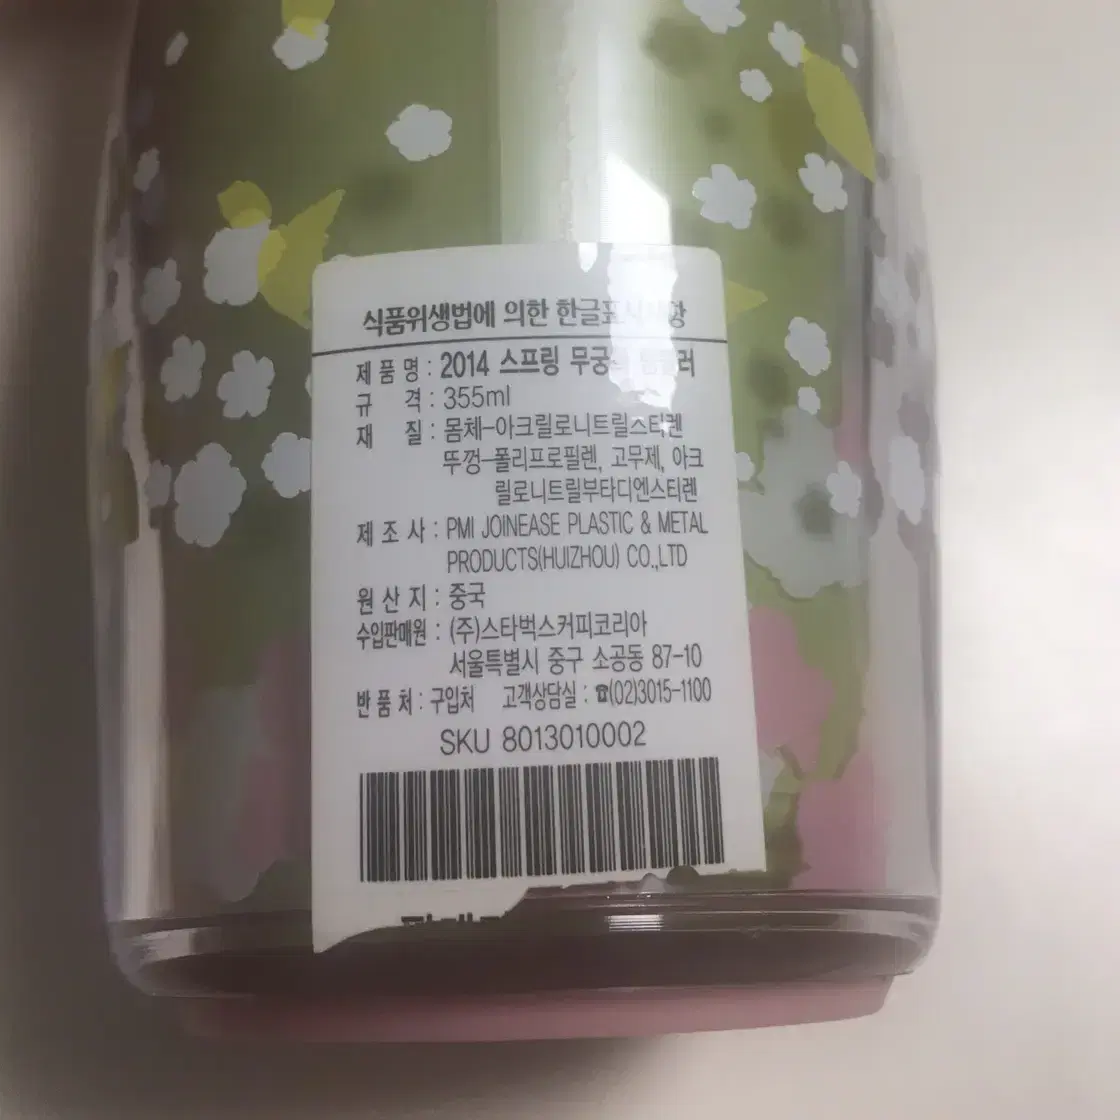 식품위생법에 의한 한글표시사항
제 품 명 : 2014 스프링 무궁화 텀블러
규 격 : 355ml
재 질 : 몸체-아크릴로니트릴스티렌
뚜껑-폴리프로필렌, 고무제, 아크
릴로니트릴부타디엔스티렌
제 조 사 : PMI JOINEASE PLASTIC & METAL
PRODUCTS(HUIZHOU) CO.,LTD
원 산 지 : 중국
수입판매원 : (주)스타벅스커피코리아
서울특별시 중구 소공동 87-10
반 품 처 : 구입처 고객상담실 : ☎(02)3015-1100
SKU 8013010002